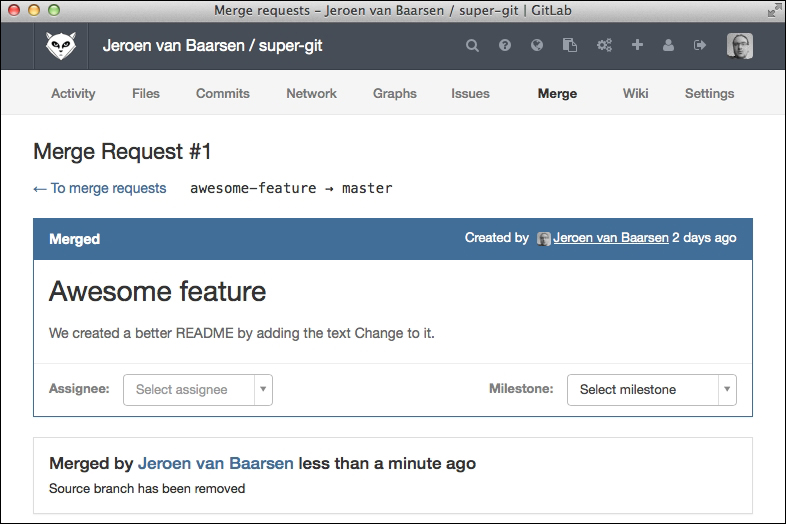 Merge requests – Jeroen van Baarsen / super-git | GitLab
Jeroen van Baarsen / super-git
Activity Files Commits Network Graphs Issues Merge Wiki Settings
Merge Request #1
← To merge requests awesome-feature → master
Merged Created by Jeroen van Baarsen 2 days ago
Awesome feature
We created a better README by adding the text Change to it.
Assignee: Select assignee Milestone: Select milestone
Merged by Jeroen van Baarsen less than a minute ago
Source branch has been removed